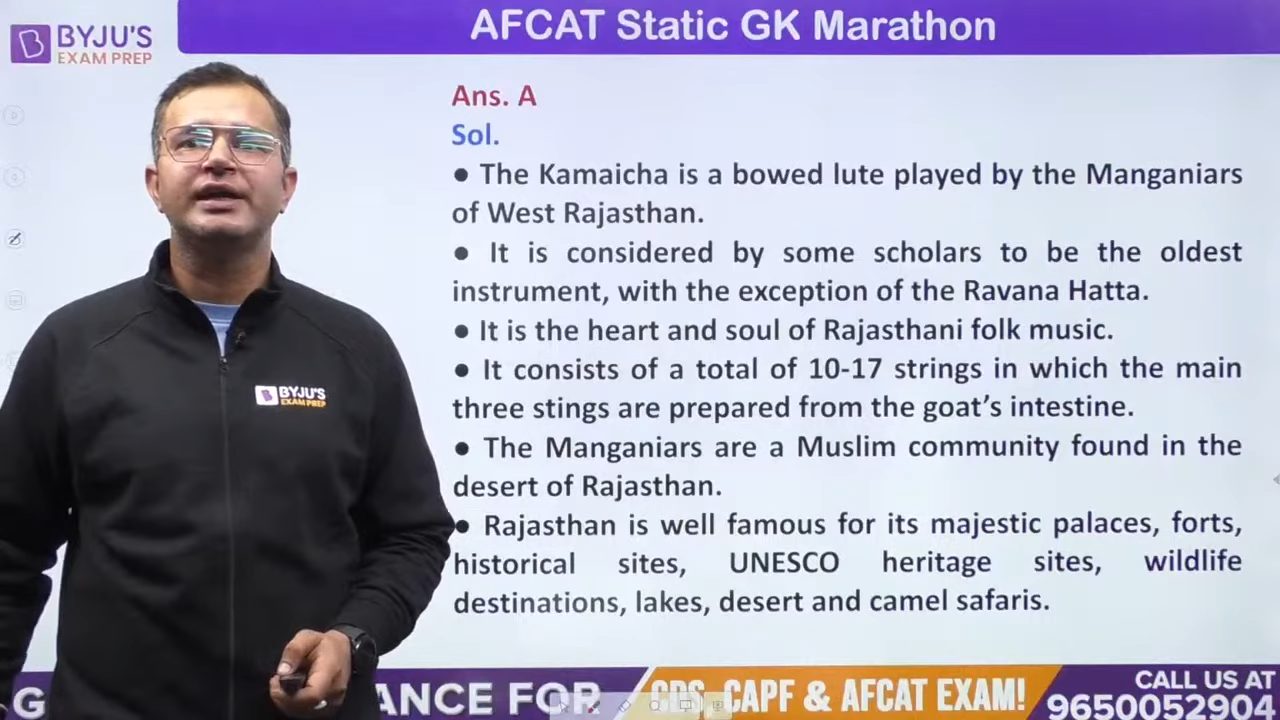 AFCAT Static GK Marathon
BYJU'S
EXAM PREP
Ans. A
Sol.
● The Kamaicha is a bowed lute played by the Manganiars
of West Rajasthan.
● It is considered by some scholars to be the oldest
instrument, with the exception of the Ravana Hatta.
● It is the heart and soul of Rajasthani folk music.
● It consists of a total of 10-17 strings in which the main
three stings are prepared from the goat's intestine.
● The Manganiars are a Muslim community found in the
desert of Rajasthan.
● Rajasthan is well famous for its majestic palaces, forts,
historical sites, UNESCO heritage sites, wildlife
destinations, lakes, desert and camel safaris.
BYJU'S
EXAM PREP
G
ANCE FOR
CDS, CAPF & AFCAT EXAM!
CALL US AT
9650052904